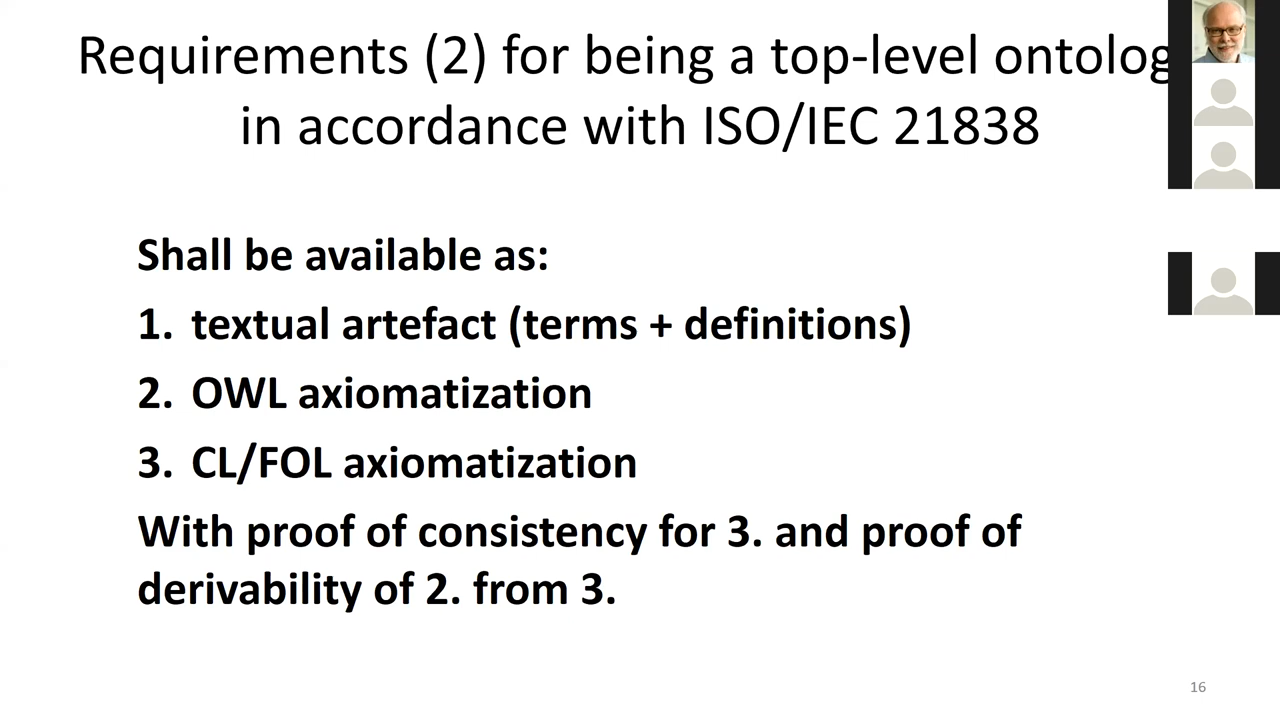 Requirements (2) for being a top-level ontolog
in accordance with ISO/IEC 21838
Shall be available as:
1. textual artefact (terms + definitions)
2. OWL axiomatization
3. CL/FOL axiomatization
With proof of consistency for 3. and proof of
derivability of 2. from 3.
16